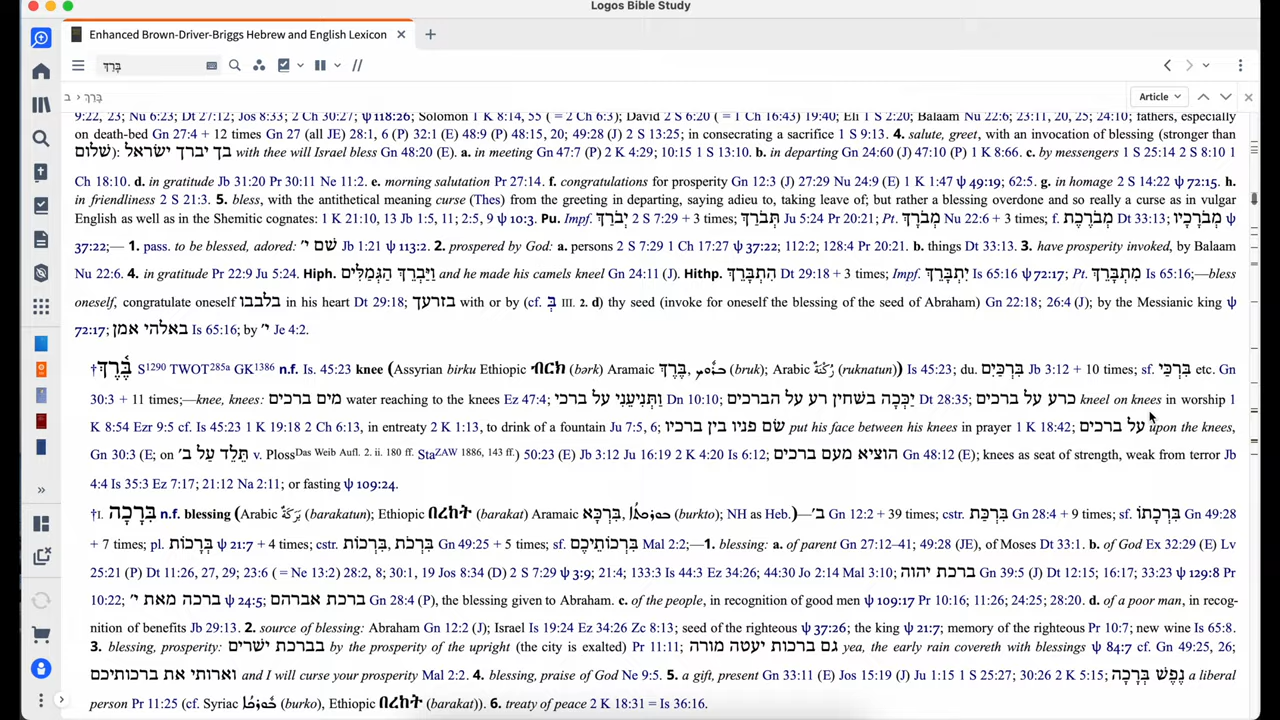 Logos Bible Study
Enhanced Brown-Driver-Briggs Hebrew and English Lexicon
בָּרַךְ
ב › בָּרַךְ
Article
9:22, 23; Nu 6:23; Dt 27:12; Jos 8:33; 2 Ch 30:27; ψ 118:26; Solomon 1 K 8:14, 55 (= 2 Ch 6:3); David 2 S 6:20 (= 1 Ch 16:43) 19:40; Eli 1 S 2:20; Balaam Nu 22:6; 23:11, 20, 25; 24:10; fathers, especially
on death-bed Gn 27:4 + 12 times Gn 27 (all JE) 28:1, 6 (P) 32:1 (E) 48:9 (P) 48:15, 20; 49:28 (J) 2 S 13:25; in consecrating a sacrifice 1 S 9:13. 4. salute, greet, with an invocation of blessing (stronger than
שׁלום): בך יברך ישׂראל with thee will Israel bless Gn 48:20 (E). a. in meeting Gn 47:7 (P) 2 K 4:29; 10:15 1 S 13:10. b. in departing Gn 24:60 (J) 47:10 (P) 1 K 8:66. c. by messengers 1 S 25:14 2 S 8:10 1
Ch 18:10. d. in gratitude Jb 31:20 Pr 30:11 Ne 11:2. e. morning salutation Pr 27:14. f. congratulations for prosperity Gn 12:3 (J) 27:29 Nu 24:9 (E) 1 K 1:47 ψ 49:19; 62:5. g. in homage 2 S 14:22 ψ 72:15. h.
in friendliness 2 S 21:3. 5. bless, with the antithetical meaning curse (Thes) from the greeting in departing, saying adieu to, taking leave of; but rather a blessing overdone and so really a curse as in vulgar
English as well as in the Shemitic cognates: 1 K 21:10, 13 Jb 1:5, 11; 2:5, 9 ψ 10:3. Pu. Impf. יְבֹרַךְ 2 S 7:29 + 3 times; תְּבֹרַךְ Ju 5:24 Pr 20:21; Pt. מְבֹרָךְ Nu 22:6 + 3 times; f. מְבֹרֶכֶת Dt 33:13; מְבֹרָכָיו ψ
37:22;— 1. pass. to be blessed, adored: שׁם י׳ Jb 1:21 ψ 113:2. 2. prospered by God: a. persons 2 S 7:29 1 Ch 17:27 ψ 37:22; 112:2; 128:4 Pr 20:21. b. things Dt 33:13. 3. have prosperity invoked, by Balaam
Nu 22:6. 4. in gratitude Pr 22:9 Ju 5:24. Hiph. וַיַּבְרֵךְ הַגְּמַלִּים and he made his camels kneel Gn 24:11 (J). Hithp. הִתְבָּרֵךְ Dt 29:18 + 3 times; Impf. יִתְבָּרֵךְ Is 65:16 ψ 72:17; Pt. מִתְבָּרֵךְ Is 65:16;—bless
oneself, congratulate oneself בלבבו in his heart Dt 29:18; בזרעך with or by (cf. בְּ III. 2. d) thy seed (invoke for oneself the blessing of the seed of Abraham) Gn 22:18; 26:4 (J); by the Messianic king ψ
72:17; באלהי אמן Is 65:16; by י׳ Je 4:2.
†בֶּ֫רֶךְ S1290 TWOT285a GK1386 n.f. Is. 45:23 knee (Assyrian birku Ethiopic ብርክ (bərk) Aramaic בֶּרֶךְ, (bruk); Arabic (ruknatun)) Is 45:23; du. בִּרְכַּיִם Jb 3:12 + 10 times; sf. בִּרְכַּי etc. Gn
30:3 + 11 times;—knee, knees: מים ברכים water reaching to the knees Ez 47:4; וַתְּנִיעֵנִי על ברכי Dn 10:10; יַכְּכָה בשׁחין רע על הברכים Dt 28:35; כרע על ברכים kneel on knees in worship 1
K 8:54 Ezr 9:5 cf. Is 45:23 1 K 19:18 2 Ch 6:13, in entreaty 2 K 1:13, to drink of a fountain Ju 7:5, 6; שׂם פניו בין ברכיו put his face between his knees in prayer 1 K 18:42; על ברכים upon the knees,
Gn 30:3 (E; on תֵּלֵד על ב׳ v. Ploss Das Weib Aufl. 2. ii. 180 ff. Sta ZAW 1886, 143 ff.) 50:23 (E) Jb 3:12 Ju 16:19 2 K 4:20 Is 6:12; הוציא מעם ברכים Gn 48:12 (E); knees as seat of strength, weak from terror Jb
4:4 Is 35:3 Ez 7:17; 21:12 Na 2:11; or fasting ψ 109:24.
†I. בְּרָכָה n.f. blessing (Arabic بَرَكَةٌ (barakatun); Ethiopic በረከት (barakat) Aramaic בִּרְכָּא, (burkto); NH as Heb.)—ב׳ Gn 12:2 + 39 times; cstr. בִּרְכַּת Gn 28:4 + 9 times; sf. בִּרְכָתוֹ Gn 49:28
+ 7 times; pl. בְּרָכוֹת ψ 21:7 + 4 times; cstr. בִּרְכֹת, בִּרְכוֹת Gn 49:25 + 5 times; sf. בִּרְכוֹתֵיכֶם Mal 2:2;—1. blessing: a. of parent Gn 27:12–41; 49:28 (JE), of Moses Dt 33:1. b. of God Ex 32:29 (E) Lv
25:21 (P) Dt 11:26, 27, 29; 23:6 (= Ne 13:2) 28:2, 8; 30:1, 19 Jos 8:34 (D) 2 S 7:29 ψ 3:9; 21:4; 133:3 Is 44:3 Ez 34:26; 44:30 Jo 2:14 Mal 3:10; ברכת יהוה Gn 39:5 (J) Dt 12:15; 16:17; 33:23 ψ 129:8 Pr
10:22; ברכה מאת י׳ ψ 24:5; ברכת אברהם Gn 28:4 (P), the blessing given to Abraham. c. of the people, in recognition of good men ψ 109:17 Pr 10:16; 11:26; 24:25; 28:20. d. of a poor man, in recog-
nition of benefits Jb 29:13. 2. source of blessing: Abraham Gn 12:2 (J); Israel Is 19:24 Ez 34:26 Zc 8:13; seed of the righteous ψ 37:26; the king ψ 21:7; memory of the righteous Pr 10:7; new wine Is 65:8.
3. blessing, prosperity: בברכת ישׁרים by the prosperity of the upright (the city is exalted) Pr 11:11; גם ברכות יעטה מורה yea, the early rain covereth with blessings ψ 84:7 cf. Gn 49:25, 26;
וארותי את ברכותיכם and I will curse your prosperity Mal 2:2. 4. blessing, praise of God Ne 9:5. 5. a gift, present Gn 33:11 (E) Jos 15:19 (J) Ju 1:15 1 S 25:27; 30:26 2 K 5:15; נֶפֶשׁ בְּרָכָה a liberal
person Pr 11:25 (cf. Syriac (burko), Ethiopic በረከት (barakat)). 6. treaty of peace 2 K 18:31 = Is 36:16.